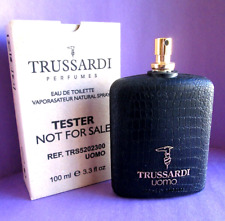 TRUSSARDI
PERFUMES
EAU DE TOILETTE
VAPORISATEUR NATURAL SPRAY
TESTER
NOT FOR SALE
REF. TRS5202300
UOMO
100 ml e 3.3 fl oz
TRUSSARDI
uomo